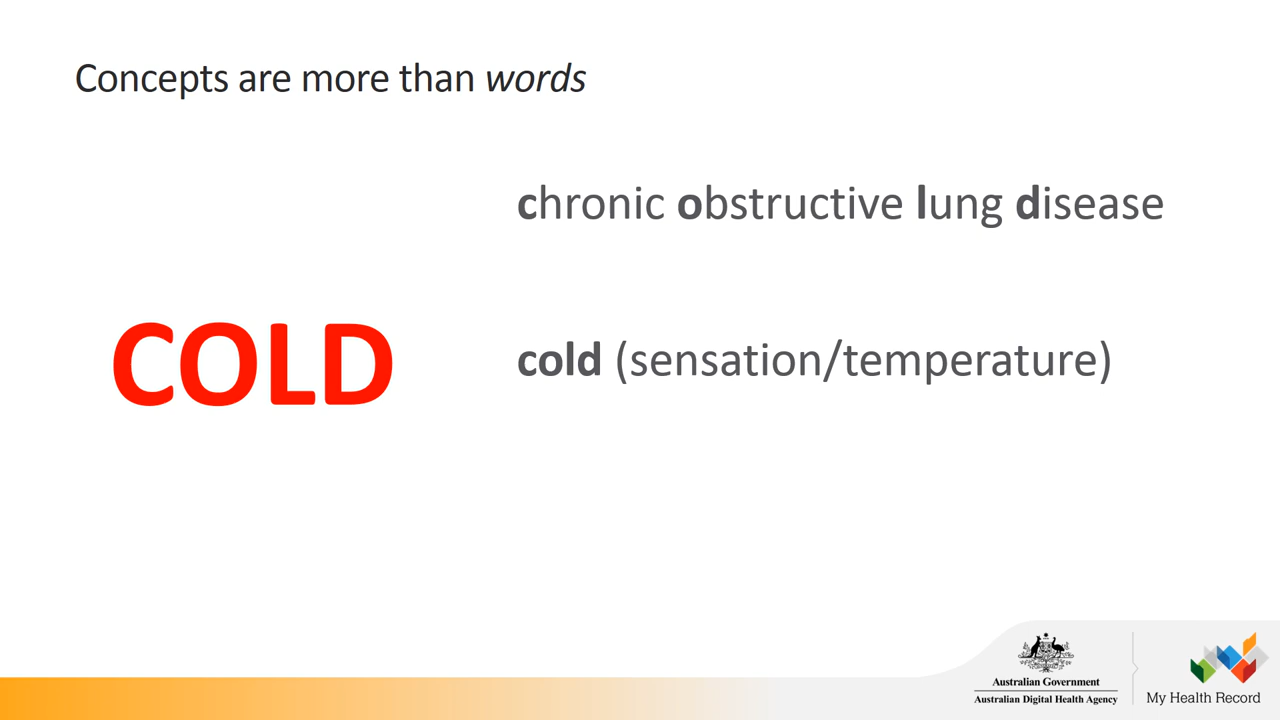 Concepts are more than words
chronic obstructive lung disease
COLD
cold (sensation/temperature)
Australian Government
Australian Digital Health Agency
My Health Record